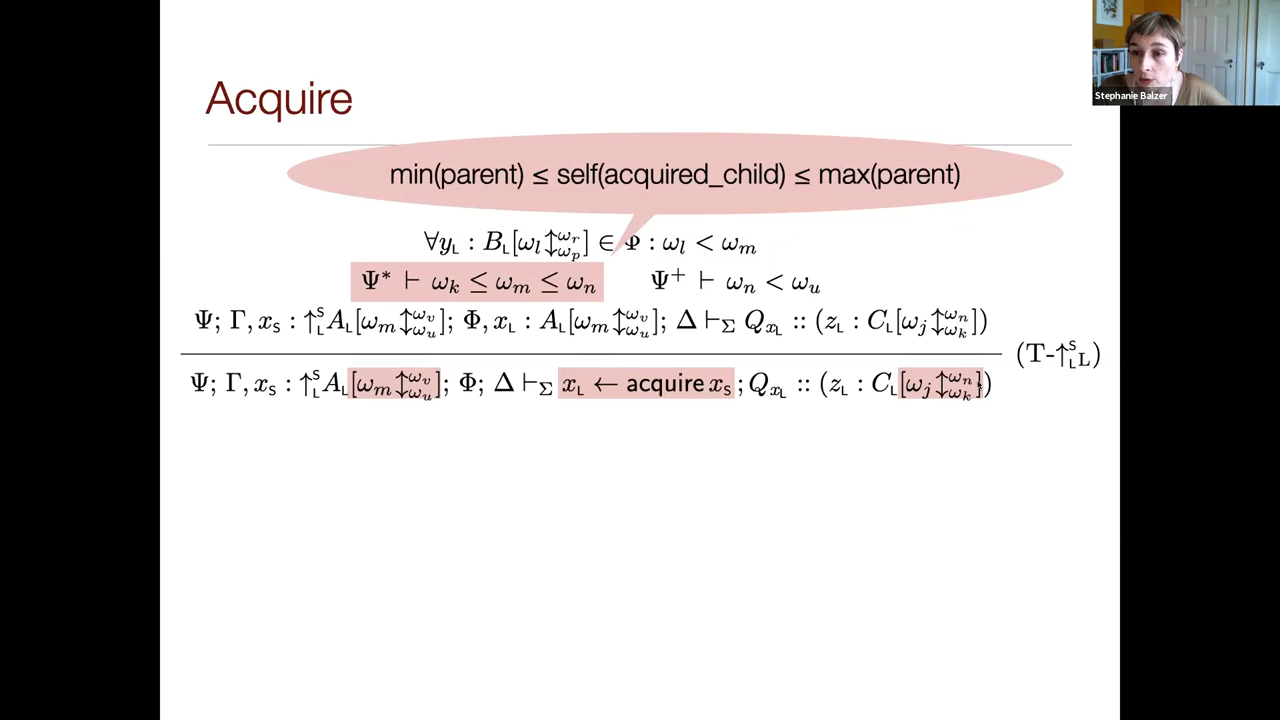 Stephanie Balzer
Acquire
min(parent) ≤ self(acquired_child) ≤ max(parent)
∀y_L : B_L[ω_l↕^{ω_r}_{ω_p}] ∈ Φ : ω_l < ω_m
Ψ* ⊢ ω_k ≤ ω_m ≤ ω_n Ψ⁺ ⊢ ω_n < ω_u
Ψ; Γ, x_S : ↑^S_L A_L[ω_m↕^{ω_v}_{ω_u}]; Φ, x_L : A_L[ω_m↕^{ω_v}_{ω_u}]; Δ ⊢_Σ Q_{x_L} :: (z_L : C_L[ω_j↕^{ω_n}_{ω_k}])
(T-↑^S_L L)
Ψ; Γ, x_S : ↑^S_L A_L[ω_m↕^{ω_v}_{ω_u}]; Φ; Δ ⊢_Σ x_L ← acquire x_S ; Q_{x_L} :: (z_L : C_L[ω_j↕^{ω_n}_{ω_k}])